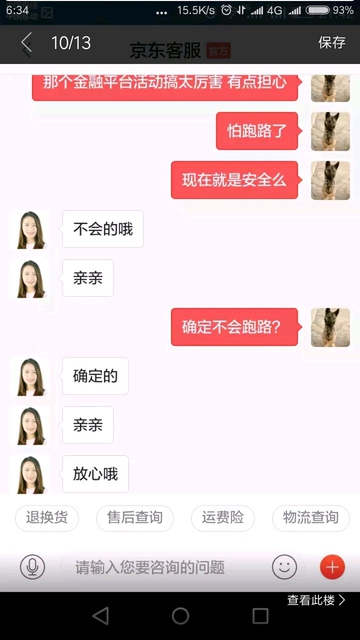 6:34
... 15.5K/s 4G 93%
10/13
保存
京东客服 官方
那个金融平台活动搞太厉害 有点担心
怕跑路了
现在就是安全么
不会的哦
亲亲
确定不会跑路?
确定的
亲亲
放心哦
退换货 售后查询 运费险 物流查询
请输入您要咨询的问题
查看此楼